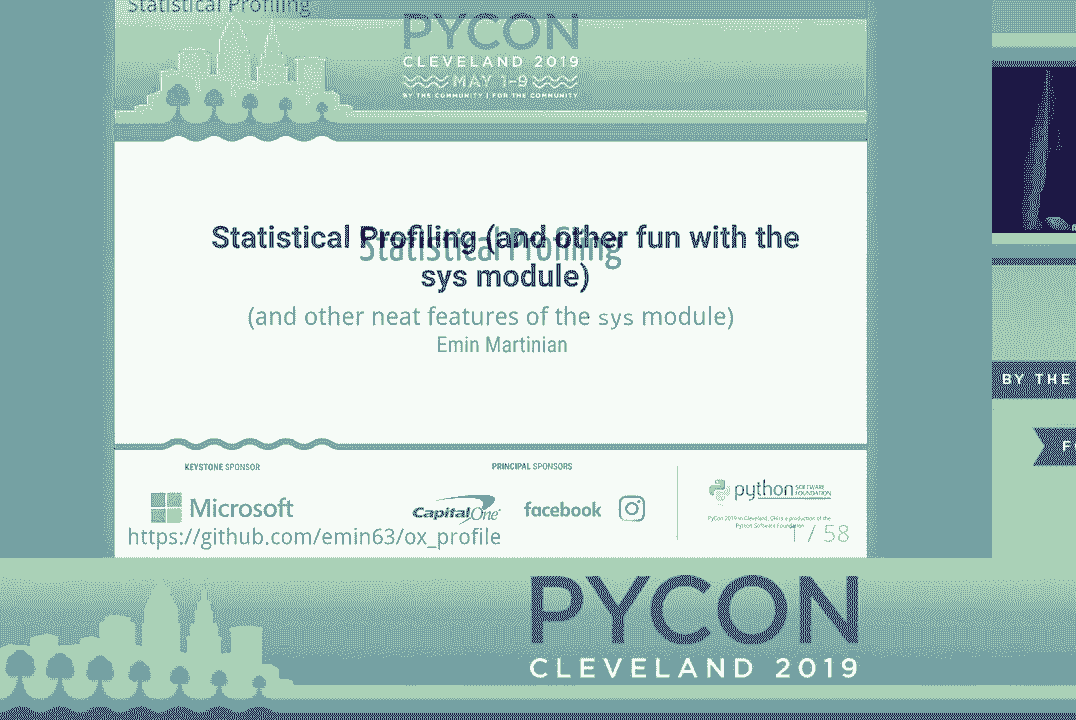 Statistical Profiling
PYCON
CLEVELAND 2019
MAY 1-9
BY THE COMMUNITY | FOR THE COMMUNITY
Statistical Profiling (and other fun with the
sys module)
Statistical Profiling
(and other neat features of the sys module)
Emin Martinian
KEYSTONE SPONSOR
PRINCIPAL SPONSORS
Microsoft
Capital One
facebook
python SOFTWARE
FOUNDATION
PyCon 2019 in Cleveland, OH is a production of the
Python Software Foundation
https://github.com/emin63/ox_profile
1 / 58
BY THE
PYCON
CLEVELAND 2019